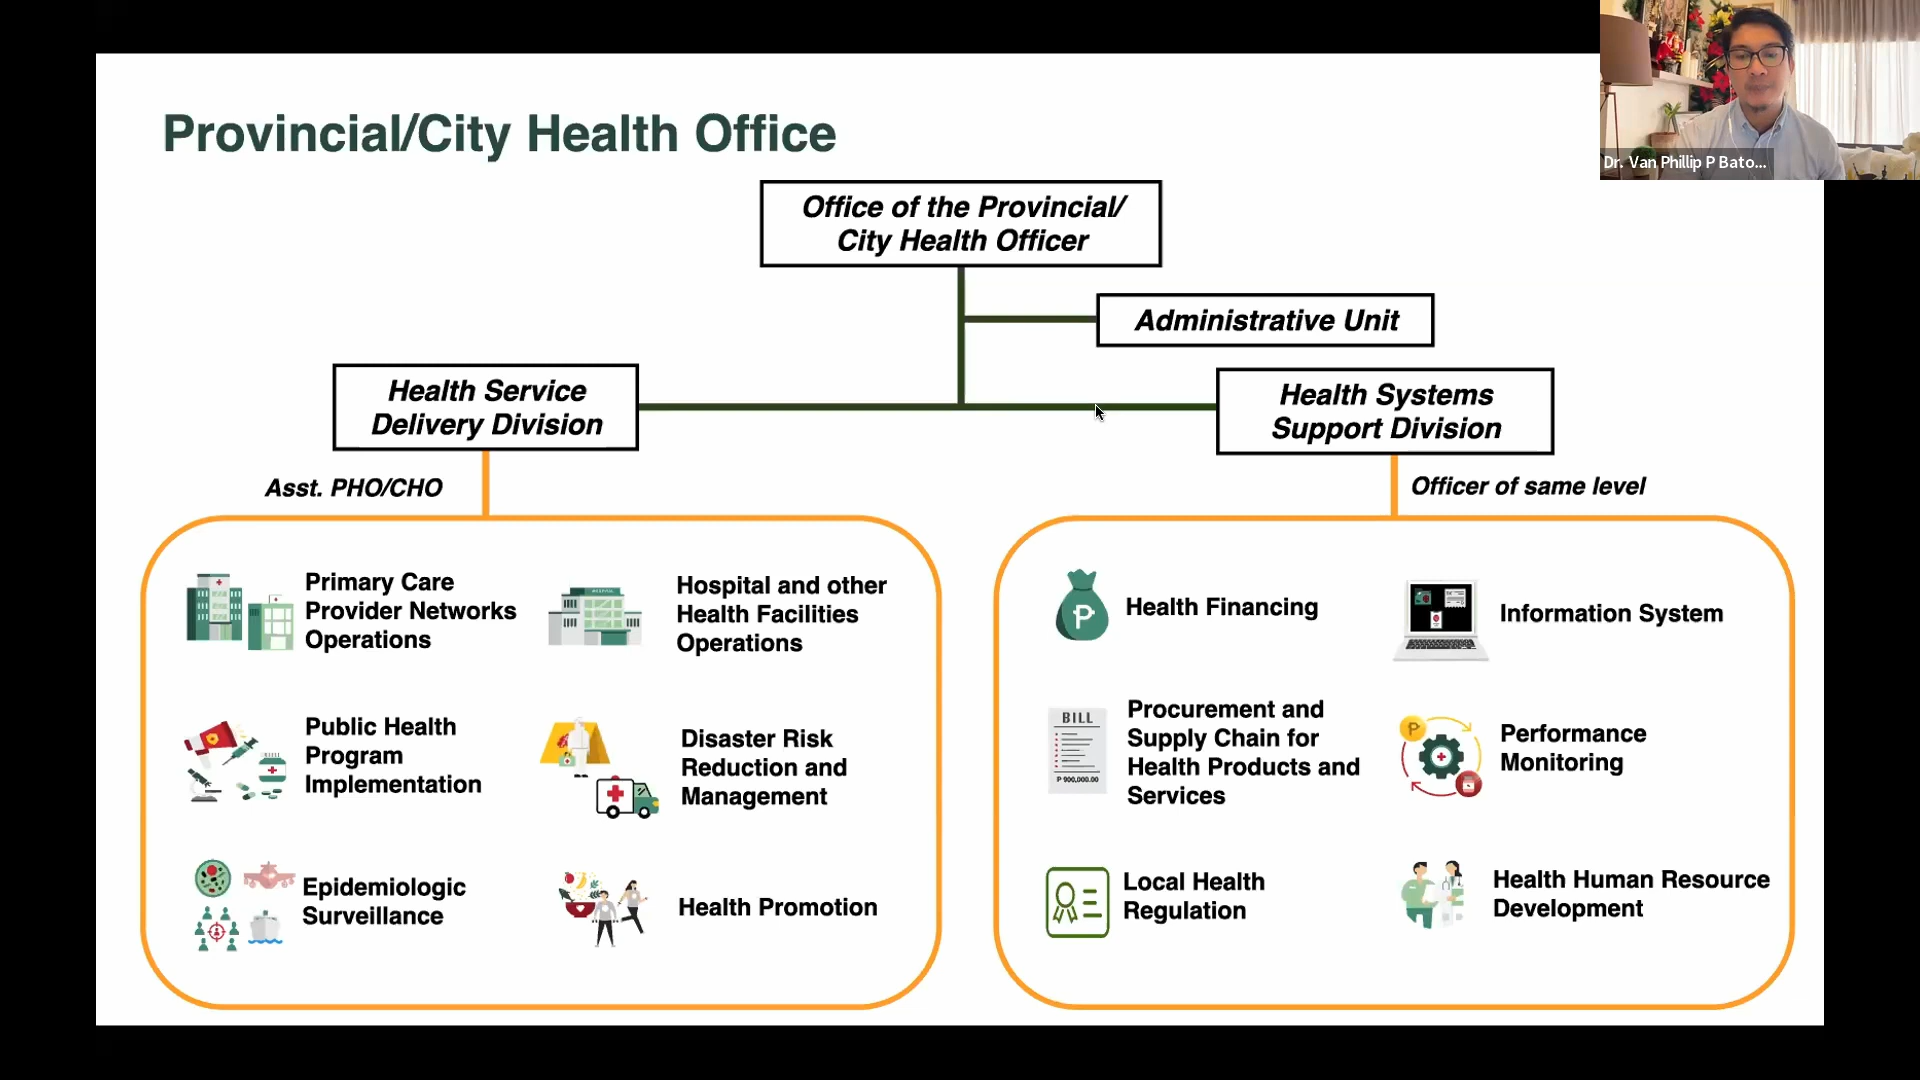 Provincial/City Health Office
Dr. Van Phillip P Bato...
Office of the Provincial/
City Health Officer
Administrative Unit
Health Service
Delivery Division
Health Systems
Support Division
Asst. PHO/CHO
Officer of same level
Primary Care
Provider Networks
Operations
Hospital and other
Health Facilities
Operations
Public Health
Program
Implementation
Disaster Risk
Reduction and
Management
Epidemiologic
Surveillance
Health Promotion
Health Financing
Information System
BILL
P 900,000.00
Procurement and
Supply Chain for
Health Products and
Services
Performance
Monitoring
Local Health
Regulation
Health Human Resource
Development
HOSPITAL